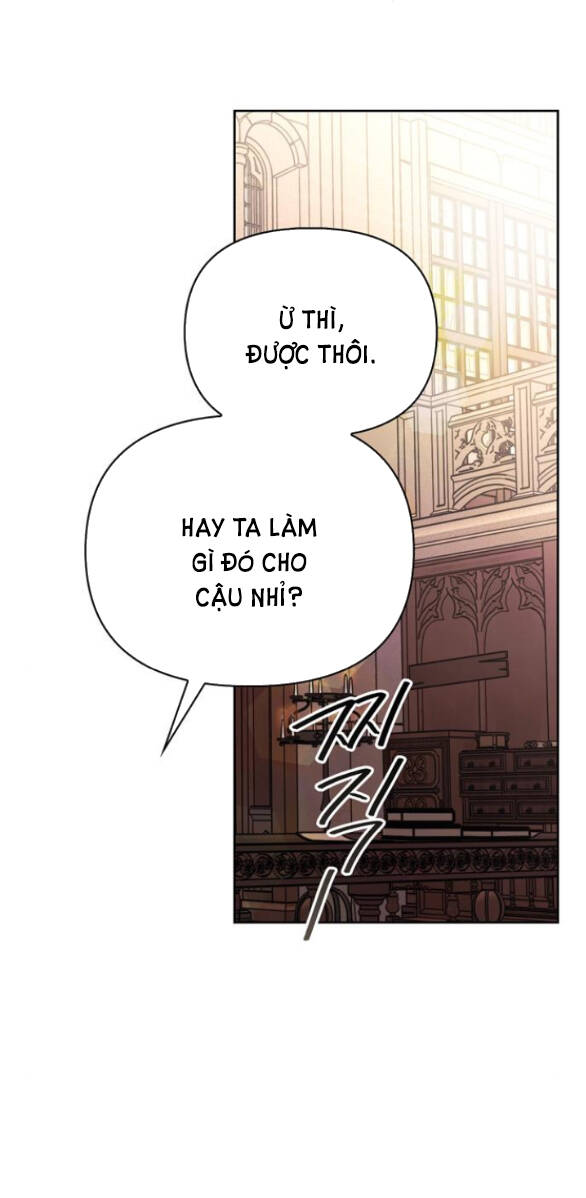 Ử THÌ,
ĐƯỢC THÔI.
HAY TA LÀM
GÌ ĐÓ CHO
CẬU NHỈ?
찌
직